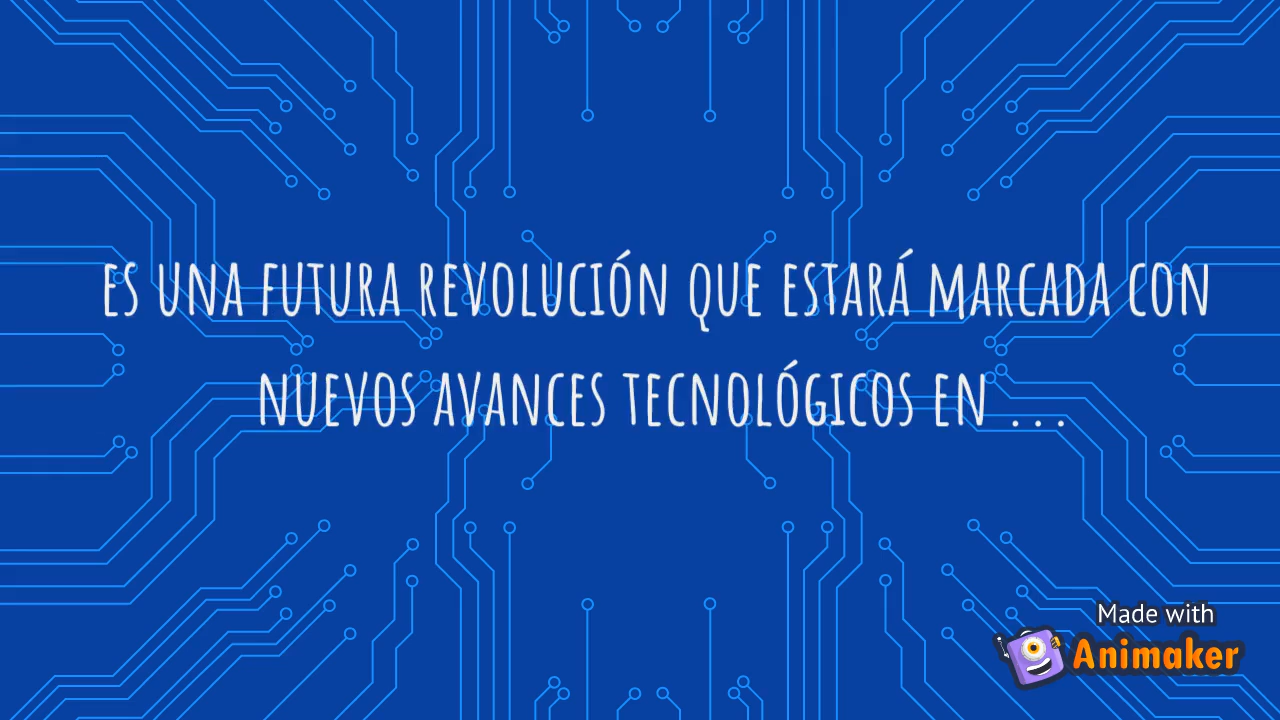 ES UNA FUTURA REVOLUCIÓN QUE ESTARÁ MARCADA CON
NUEVOS AVANCES TECNOLÓGICOS EN ...
Made with
Animaker